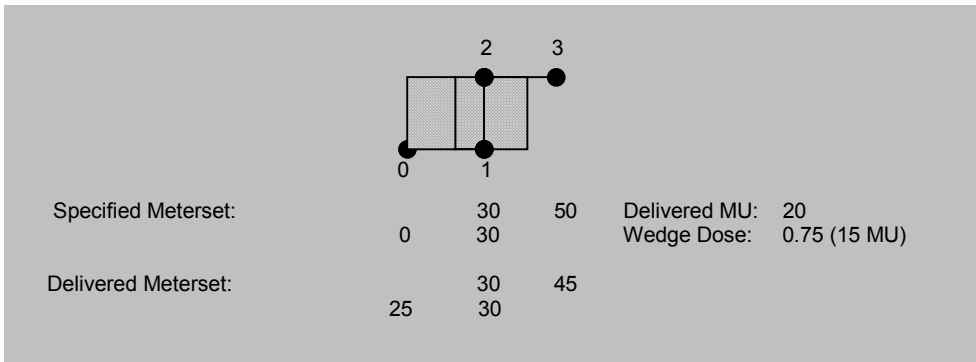 2 3
0 1
Specified Meterset: 30 50 Delivered MU: 20
0 30 Wedge Dose: 0.75 (15 MU)
Delivered Meterset: 30 45
25 30